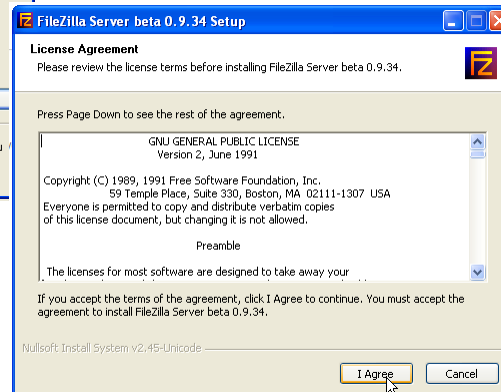 FileZilla Server beta 0.9.34 Setup
License Agreement
Please review the license terms before installing FileZilla Server beta 0.9.34.
Press Page Down to see the rest of the agreement.
GNU GENERAL PUBLIC LICENSE
Version 2, June 1991
Copyright (C) 1989, 1991 Free Software Foundation, Inc.
59 Temple Place, Suite 330, Boston, MA 02111-1307 USA
Everyone is permitted to copy and distribute verbatim copies
of this license document, but changing it is not allowed.
Preamble
The licenses for most software are designed to take away your
If you accept the terms of the agreement, click I Agree to continue. You must accept the
agreement to install FileZilla Server beta 0.9.34.
Nullsoft Install System v2.45-Unicode
I Agree
Cancel